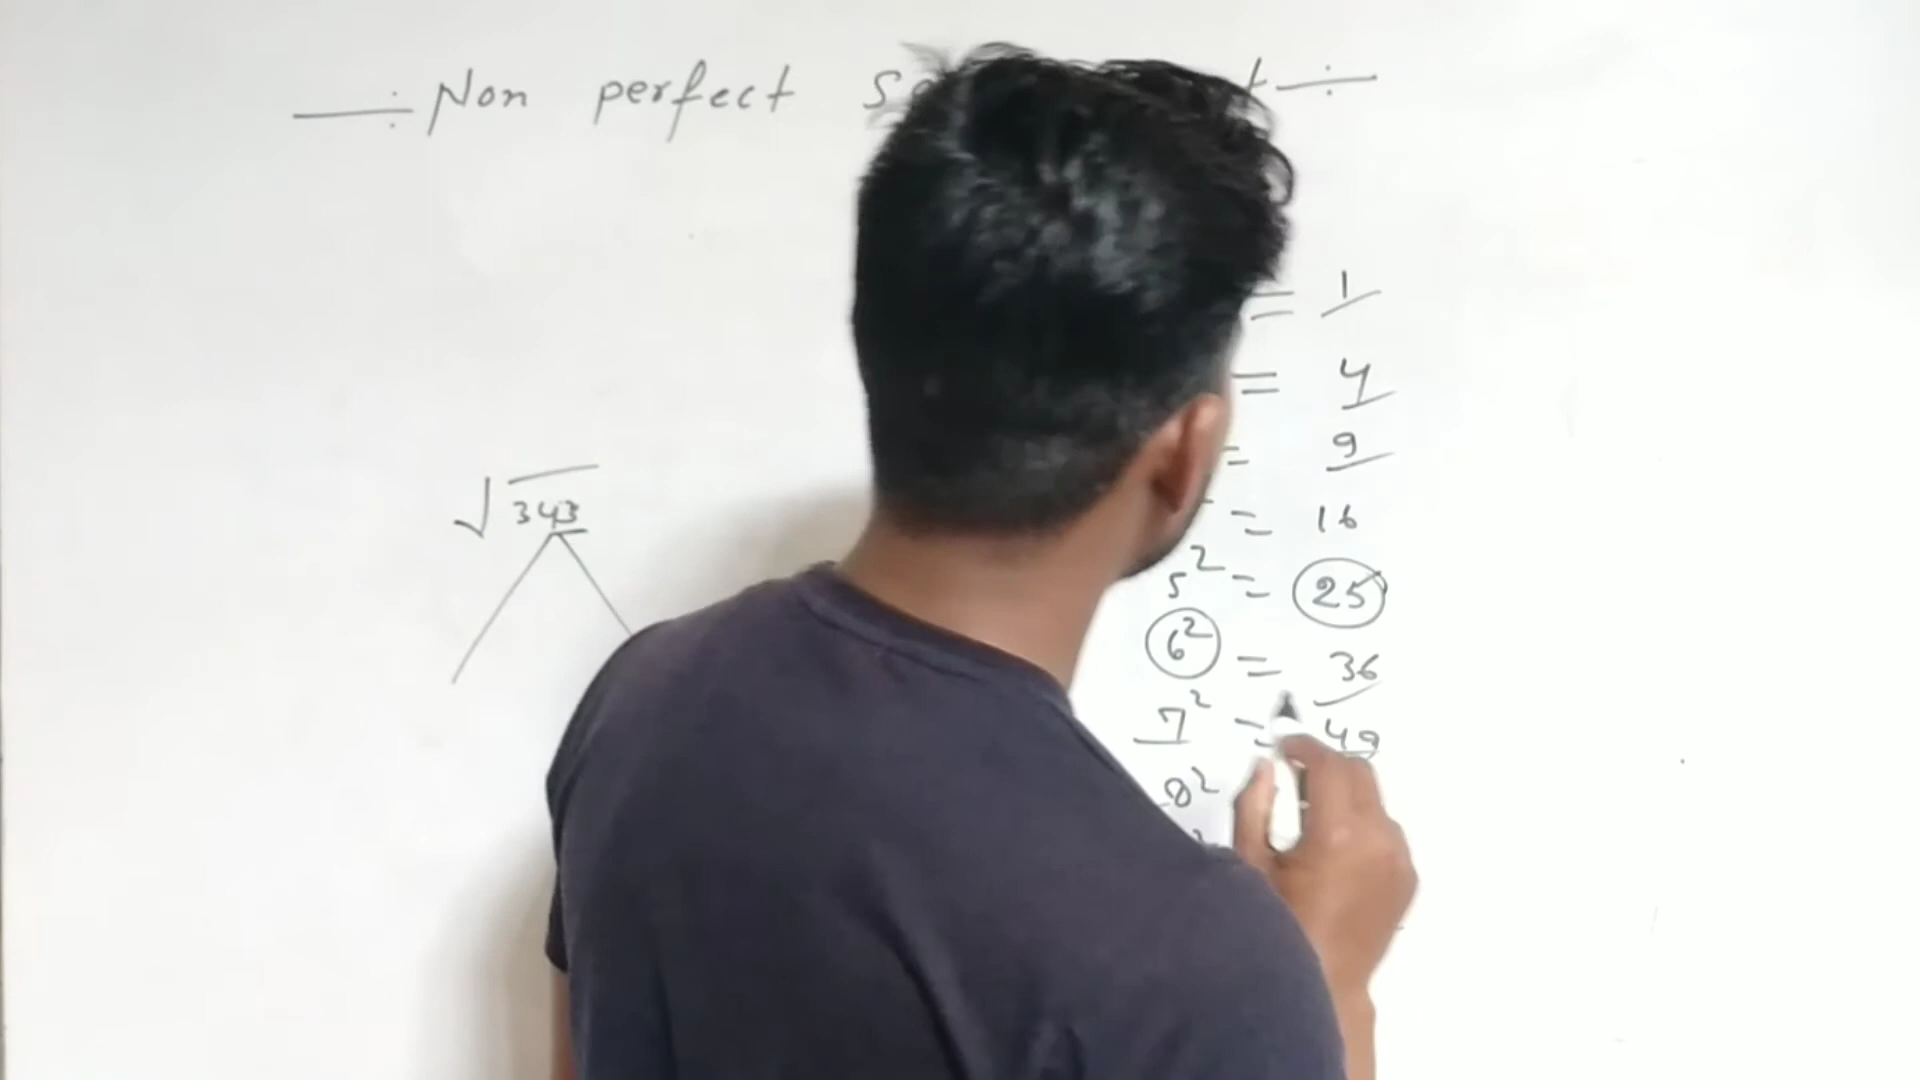 Non perfect
√343
= 1
= 4
= 9
= 16
5² = 25
6² = 36
7² = 49
8²